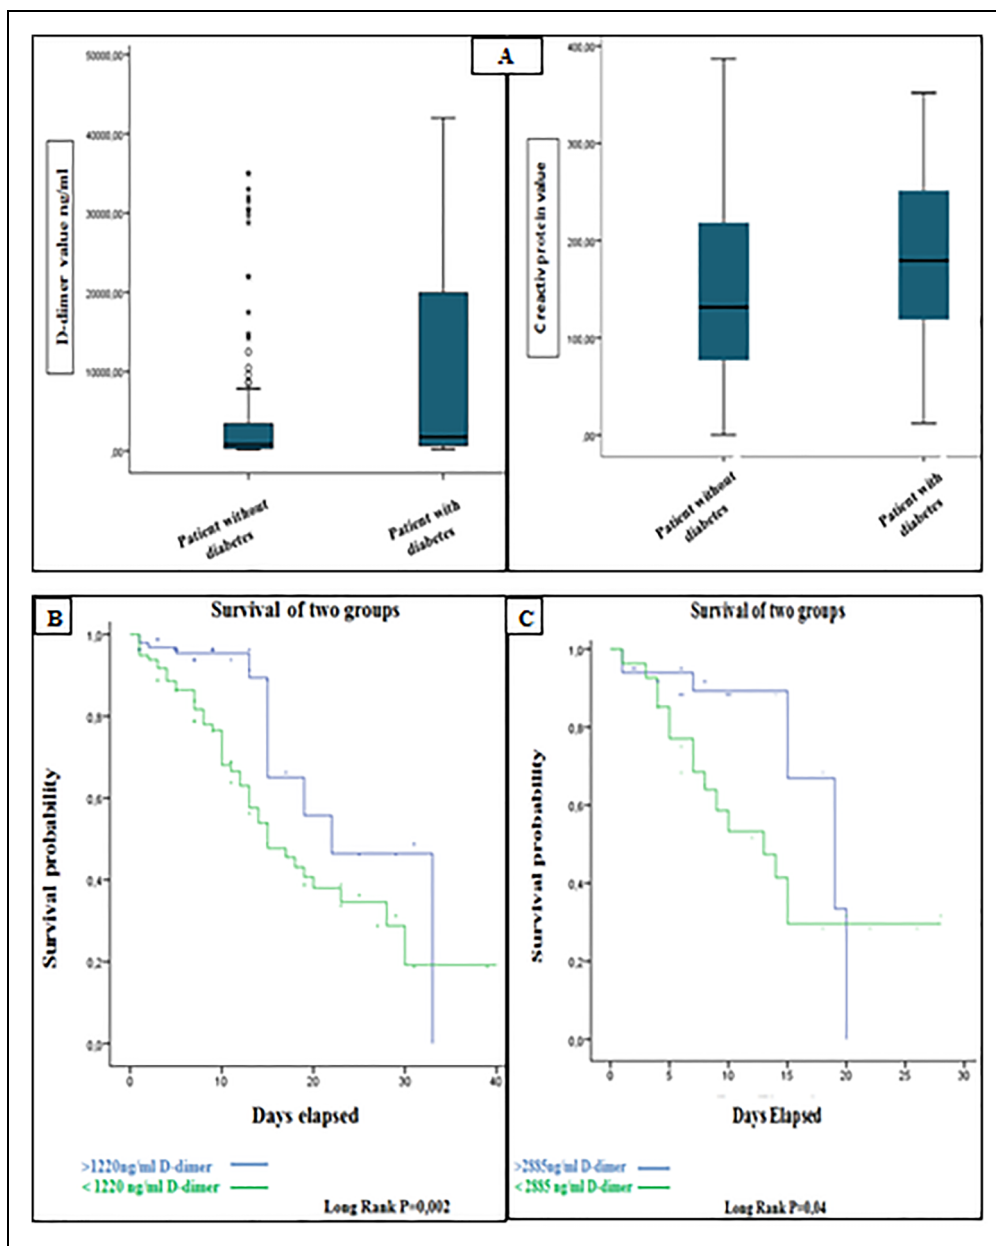 A
D-dimer value ng/ml
50000,00
40000,00
30000,00
20000,00
10000,00
,00
Patient without
diabetes
Patient with
diabetes
C reactiv protein value
400,00
300,00
200,00
100,00
,00
Patient without
diabetes
Patient with
diabetes
B
Survival of two groups
Survival probability
1,0
0,8
0,6
0,4
0,2
0,0
0
10
20
30
40
Days elapsed
>1220ng/ml D-dimer
< 1220 ng/ml D-dimer
Long Rank P=0,002
C
Survival of two groups
Survival probability
1,0
0,8
0,6
0,4
0,2
0,0
0
5
10
15
20
25
30
Days Elapsed
>2885ng/ml D-dimer
< 2885 ng/ml D-dimer
Long Rank P=0,04